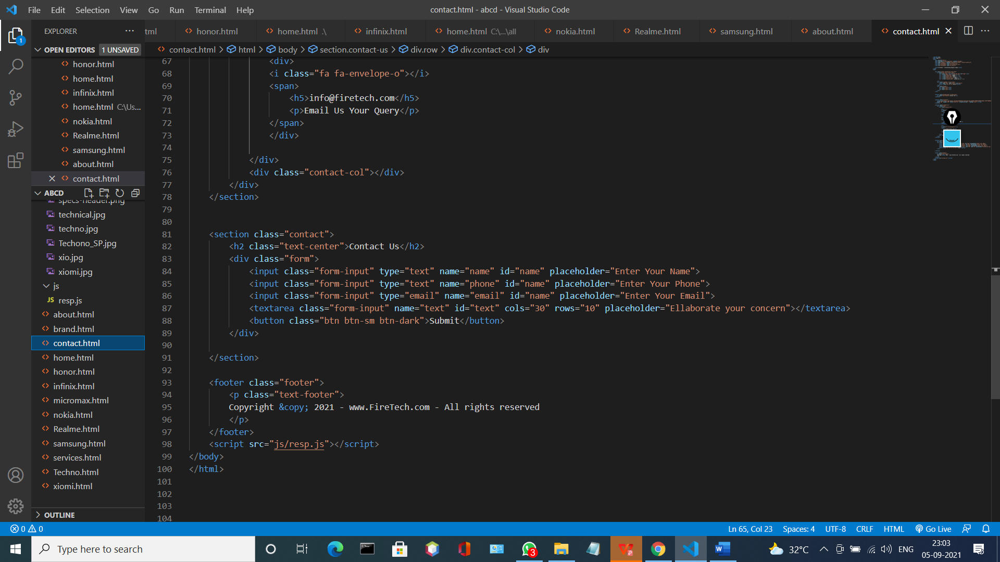 File Edit Selection View Go Run Terminal Help
contact.html - abcd - Visual Studio Code
EXPLORER
tml honor.html home.html .\ infinix.html home.html C:\...\all nokia.html Realme.html samsung.html about.html contact.html
OPEN EDITORS 1 UNSAVED
contact.html > html > body > section.contact-us > div.row > div.contact-col > div
honor.html
home.html
infinix.html
home.html C:\Us...
nokia.html
Realme.html
samsung.html
about.html
contact.html
ABCD
specs-header.png
technical.jpg
techno.jpg
Techono_SP.jpg
xio.jpg
xiomi.jpg
js
JS resp.js
about.html
brand.html
contact.html
home.html
honor.html
infinix.html
micromax.html
nokia.html
Realme.html
samsung.html
services.html
Techno.html
xiomi.html
OUTLINE
67 <div>
68 <i class="fa fa-envelope-o"></i>
69 <span>
70 <h5>info@firetech.com</h5>
71 <p>Email Us Your Query</p>
72 </span>
73 </div>
74
75 </div>
76 <div class="contact-col"></div>
77 </div>
78 </section>
79
80
81 <section class="contact">
82 <h2 class="text-center">Contact Us</h2>
83 <div class="form">
84 <input class="form-input" type="text" name="name" id="name" placeholder="Enter Your Name">
85 <input class="form-input" type="text" name="phone" id="name" placeholder="Enter Your Phone">
86 <input class="form-input" type="email" name="email" id="name" placeholder="Enter Your Email">
87 <textarea class="form-input" name="text" id="text" cols="30" rows="10" placeholder="Ellaborate your concern"></textarea>
88 <button class="btn btn-sm btn-dark">Submit</button>
89 </div>
90
91 </section>
92
93 <footer class="footer">
94 <p class="text-footer">
95 Copyright &copy; 2021 - www.FireTech.com - All rights reserved
96 </p>
97 </footer>
98 <script src="js/resp.js"></script>
99 </body>
100 </html>
101
102
103
104
0 0
Ln 65, Col 23 Spaces: 4 UTF-8 CRLF HTML Go Live
Type here to search
3
32°C
ENG
23:03
05-09-2021